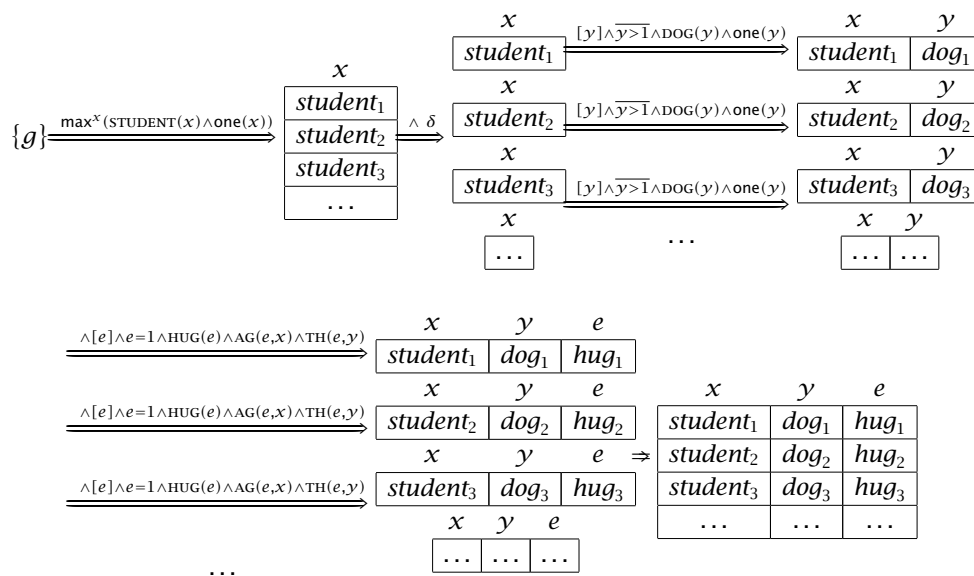 x
x y
student₁ [y]∧y>1̅∧DOG(y)∧one(y) student₁ dog₁
x
student₁
{g} maxˣ(STUDENT(x)∧one(x)) student₂ ∧ δ
student₃
...
x x y
student₂ [y]∧y>1̅∧DOG(y)∧one(y) student₂ dog₂
x x y
student₃ [y]∧y>1̅∧DOG(y)∧one(y) student₃ dog₃
x x y
... ... ... ...
x y e
∧[e]∧e=1∧HUG(e)∧AG(e,x)∧TH(e,y) student₁ dog₁ hug₁
x y e
∧[e]∧e=1∧HUG(e)∧AG(e,x)∧TH(e,y) student₂ dog₂ hug₂
x y e
∧[e]∧e=1∧HUG(e)∧AG(e,x)∧TH(e,y) student₃ dog₃ hug₃
x y e
... ... ...
...
⇒
x y e
student₁ dog₁ hug₁
student₂ dog₂ hug₂
student₃ dog₃ hug₃
... ... ...